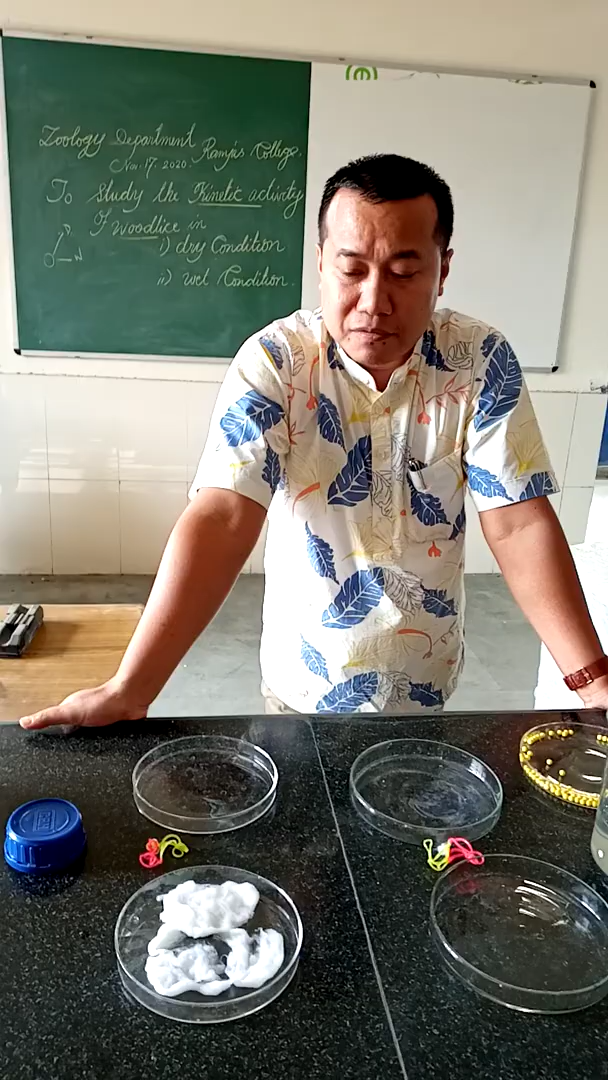 Zoology Department
Ramjas College.
Nov. 17. 2020.
To study the Kinetic activity
of Woodlice in
i) dry Condition
ii) wet Condition.
D
O
W